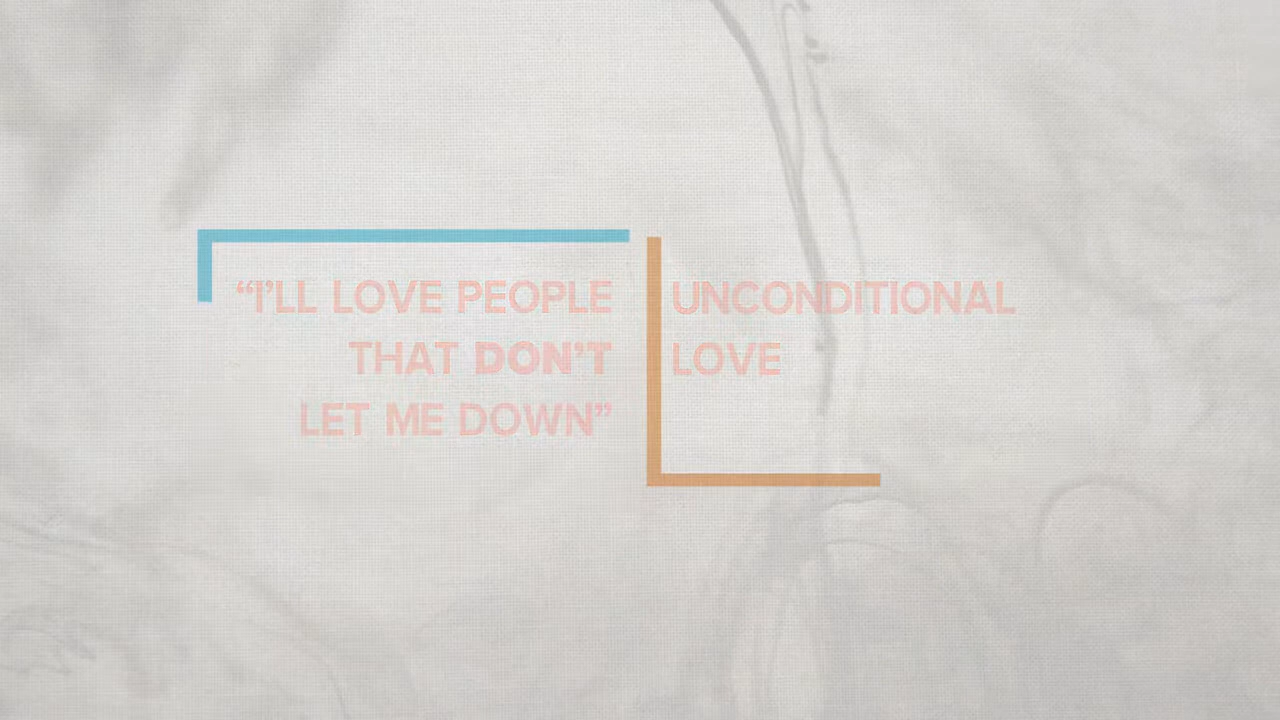 “I’LL LOVE PEOPLE
THAT DON’T
LET ME DOWN”
UNCONDITIONAL
LOVE